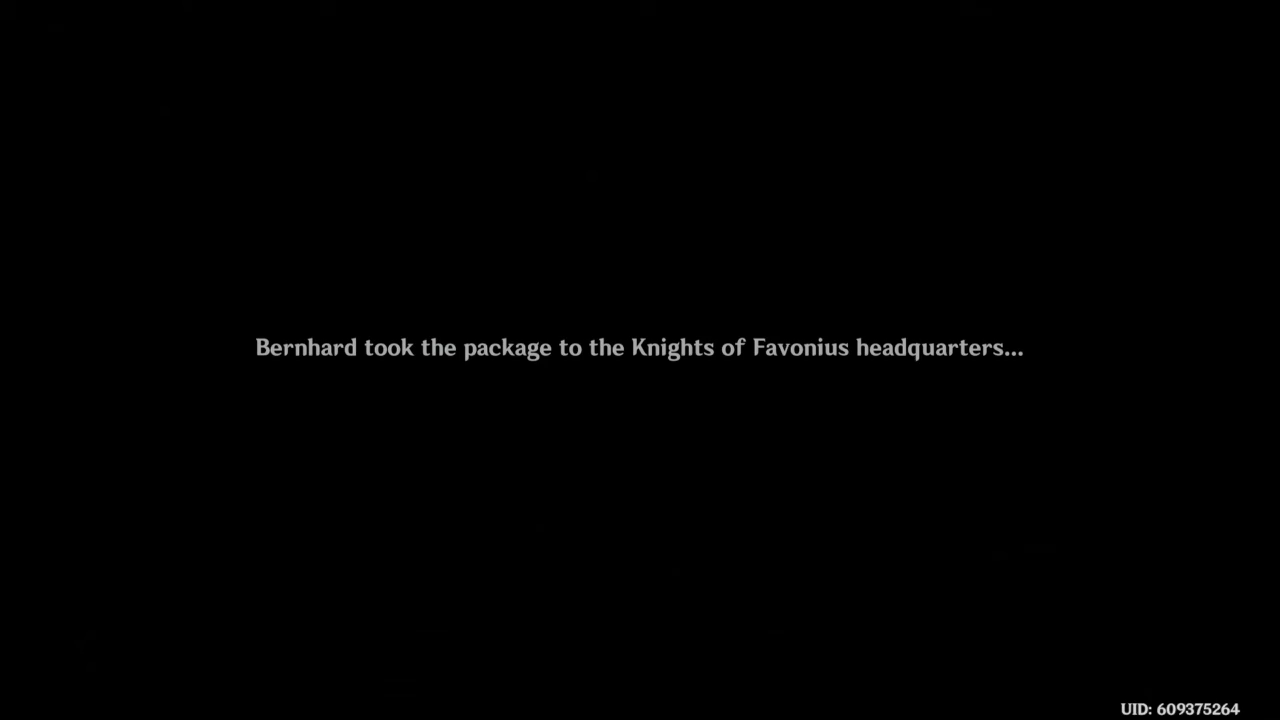 Bernhard took the package to the Knights of Favonius headquarters...
UID: 609375264